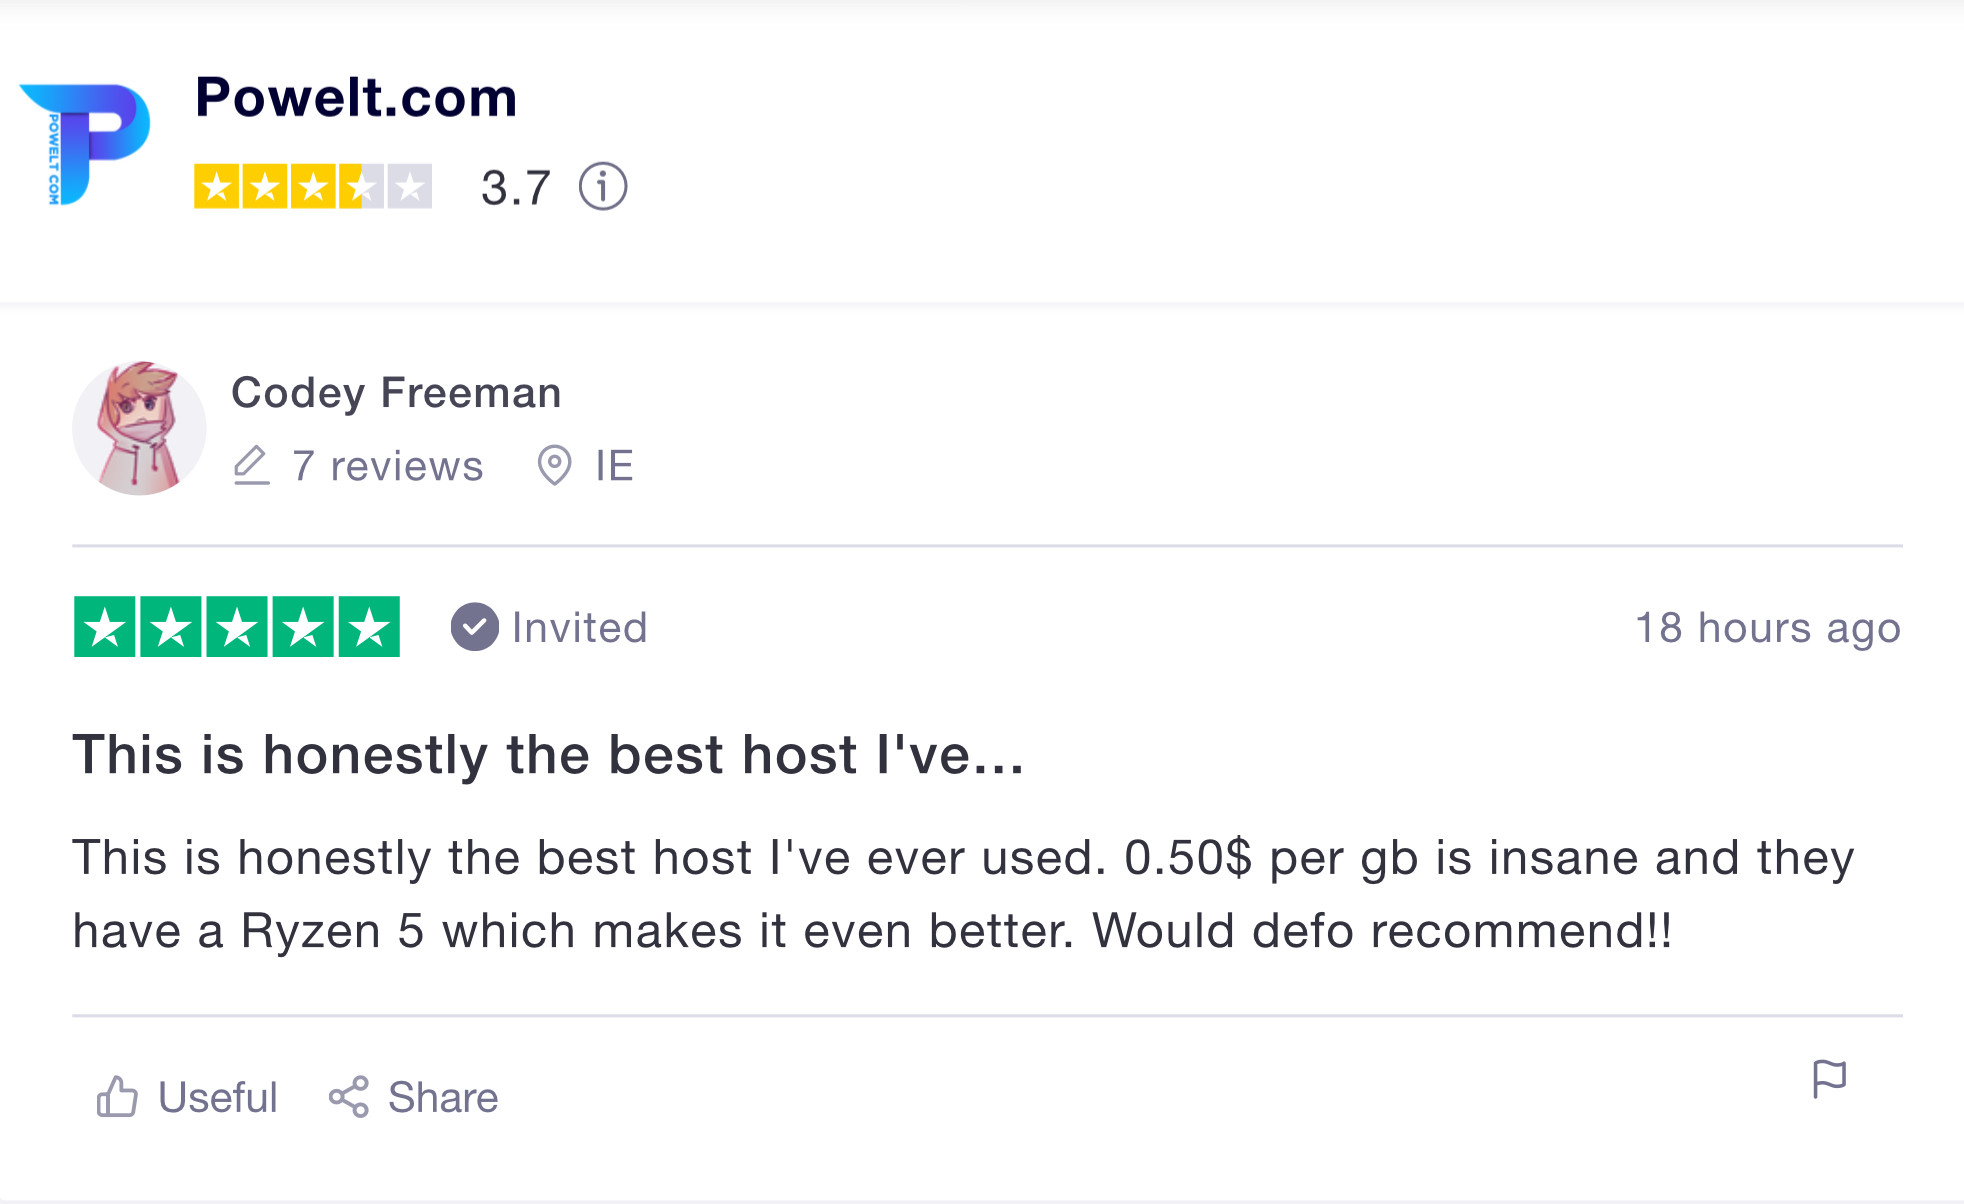 POWELT.COM
Powelt.com
3.7
Codey Freeman
7 reviews IE
Invited 18 hours ago
This is honestly the best host I've...
This is honestly the best host I've ever used. 0.50$ per gb is insane and they
have a Ryzen 5 which makes it even better. Would defo recommend!!
Useful Share